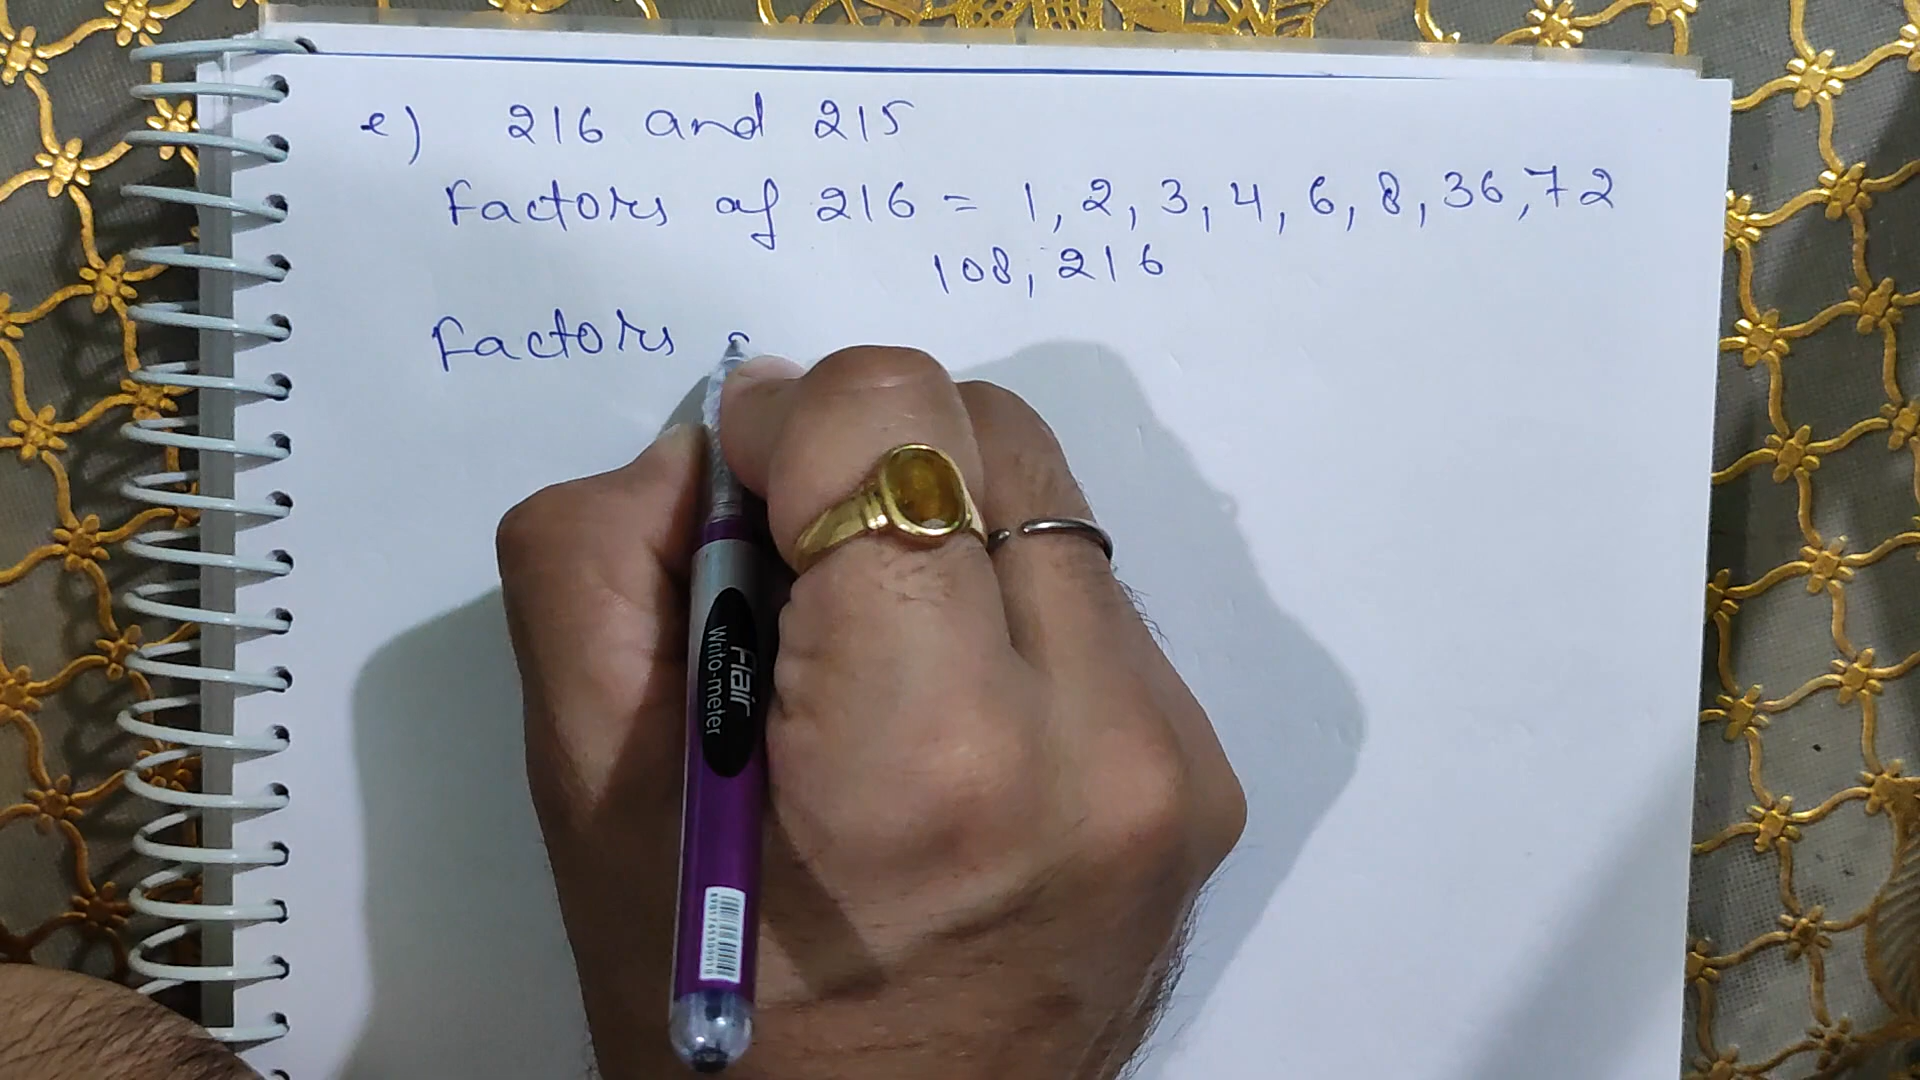 e) 216 and 215
Factors of 216 = 1, 2, 3, 4, 6, 8, 36, 72
108, 216
Factors
Flair
Writo-meter